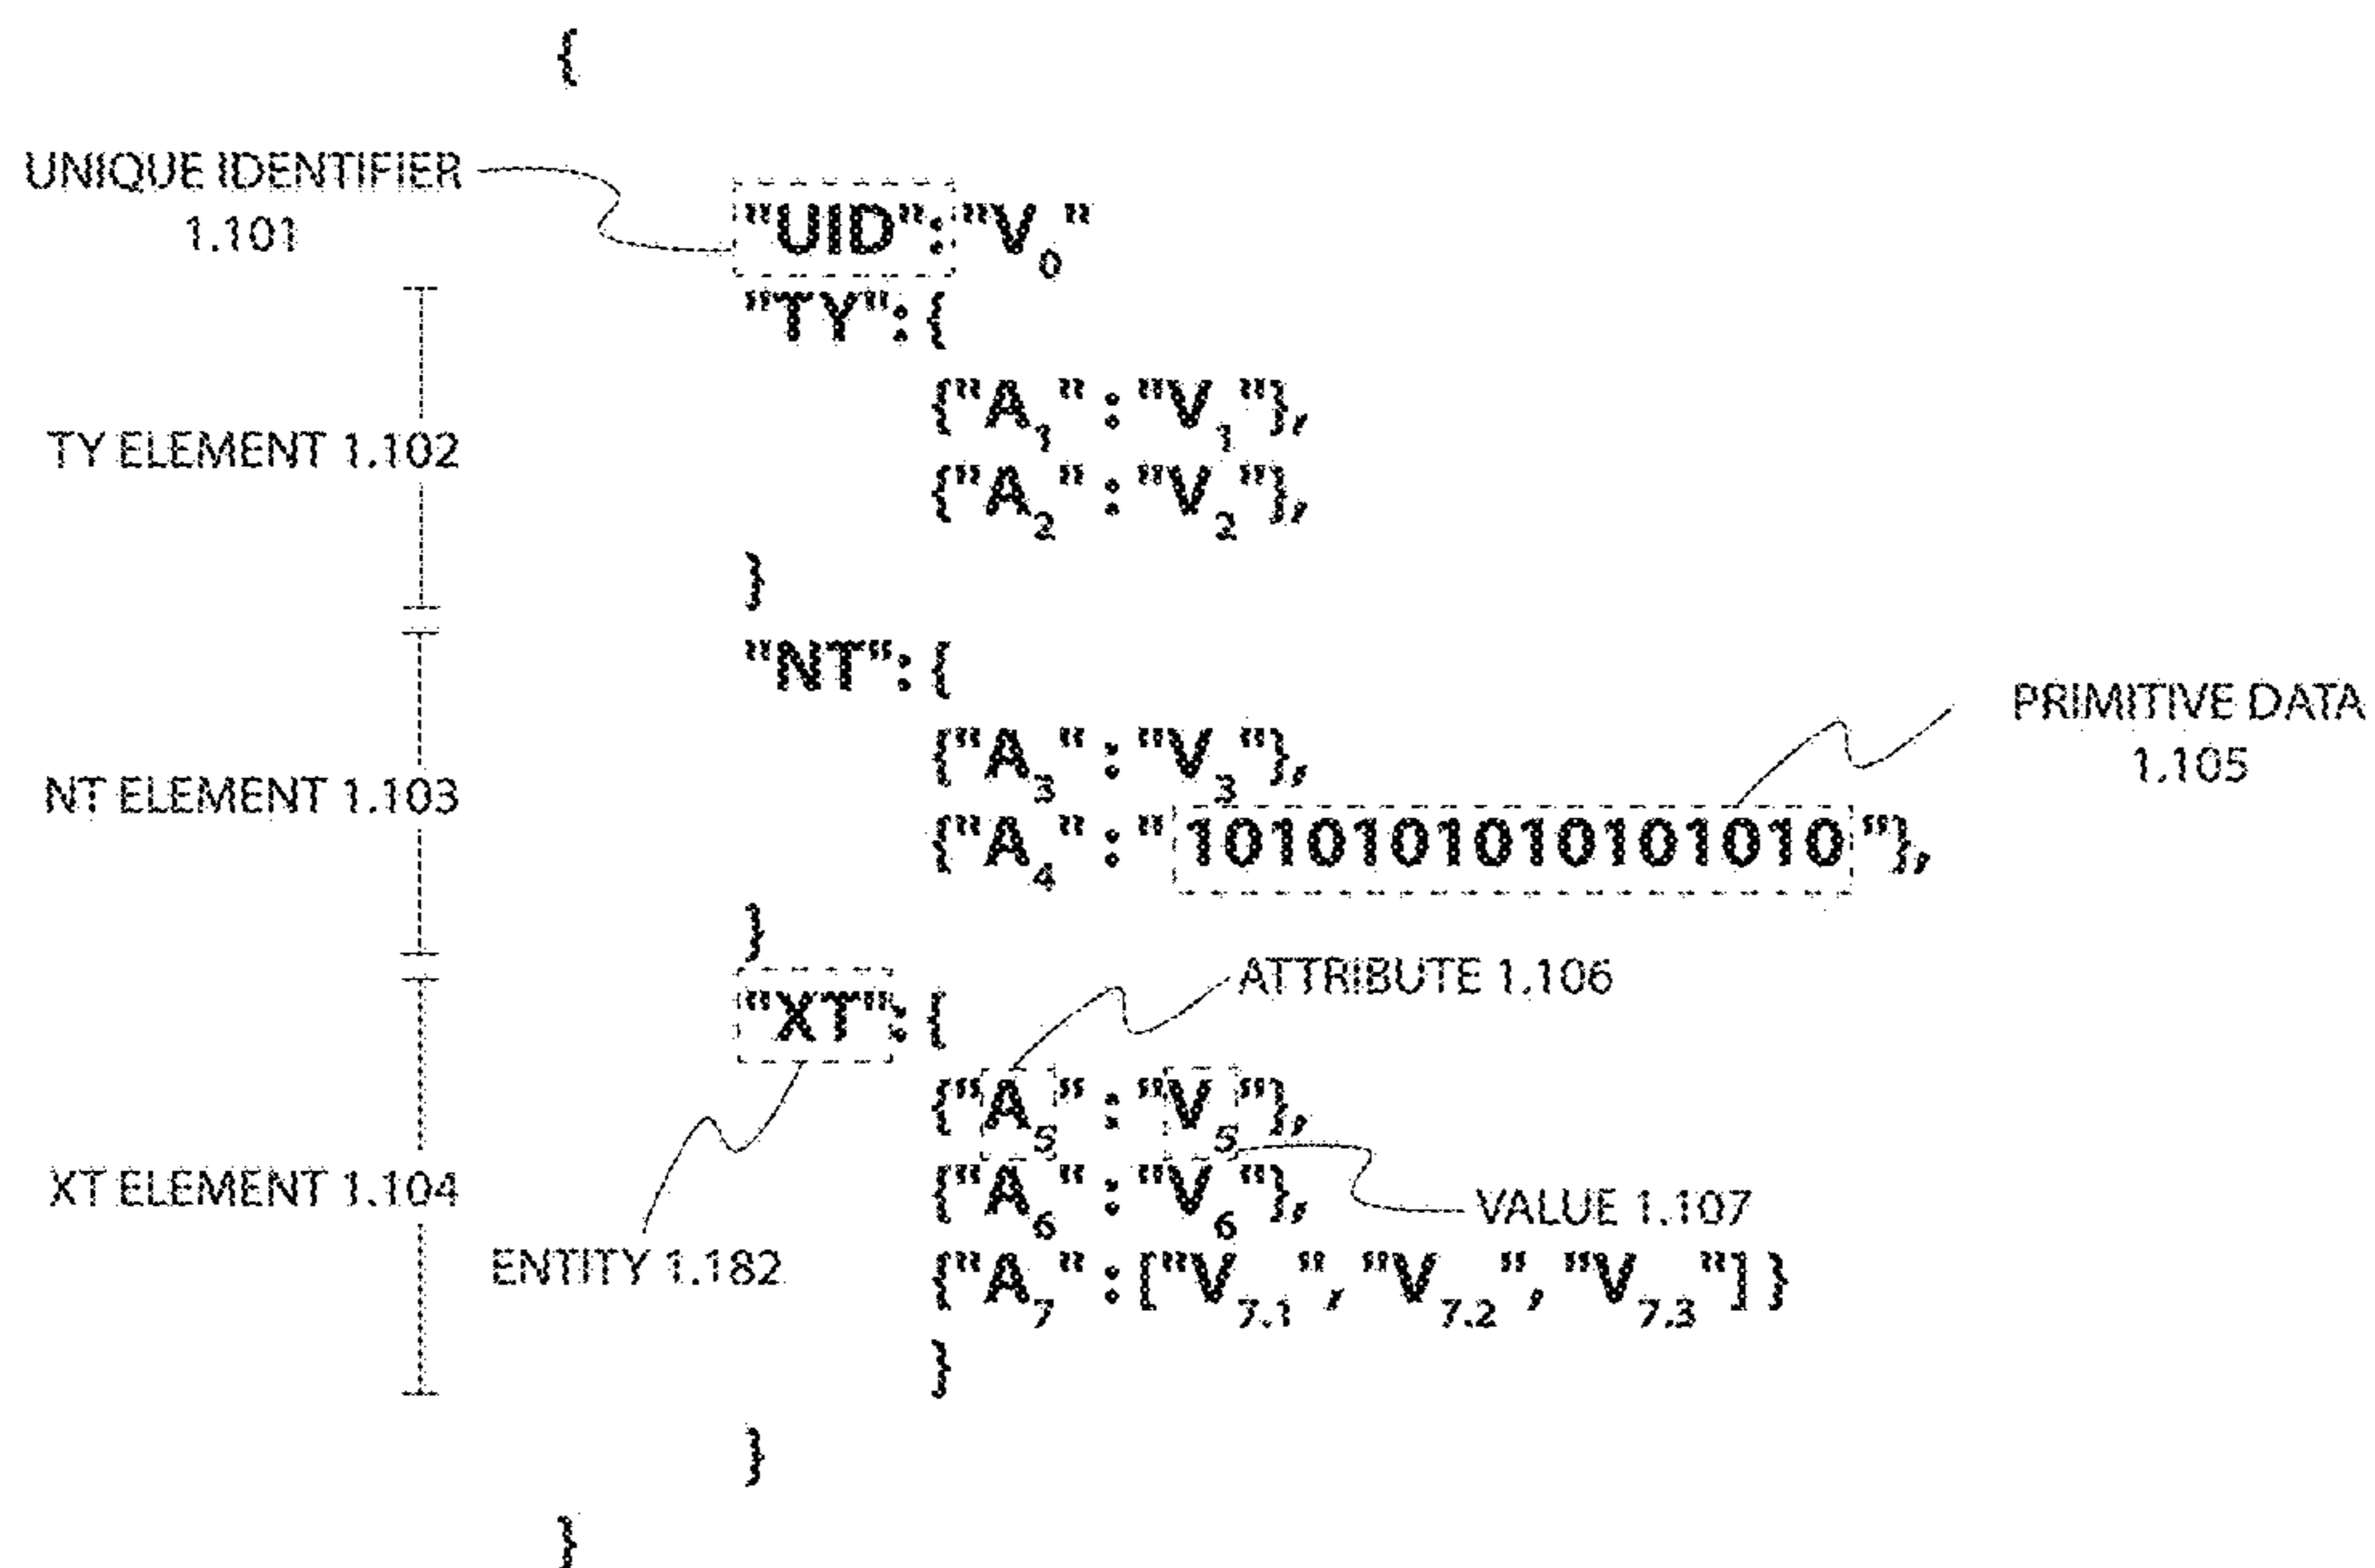 {
UNIQUE IDENTIFIER
1.101
"UID":"V₀"
"TY":{
{"A₁" : "V₁"},
TY ELEMENT 1.102
{"A₂" : "V₂"},
}
"NT":{
PRIMITIVE DATA
1.105
{"A₃" : "V₃"},
NT ELEMENT 1.103
{"A₄" : "101010101010101010"},
}
ATTRIBUTE 1.106
"XT":{
{"A₅" : "V₅"},
XT ELEMENT 1.104
{"A₆" : "V₆"},
VALUE 1.107
ENTITY 1.182
{"A₇" : ["V₇.₁", "V₇.₂", "V₇.₃"] }
}
}
}